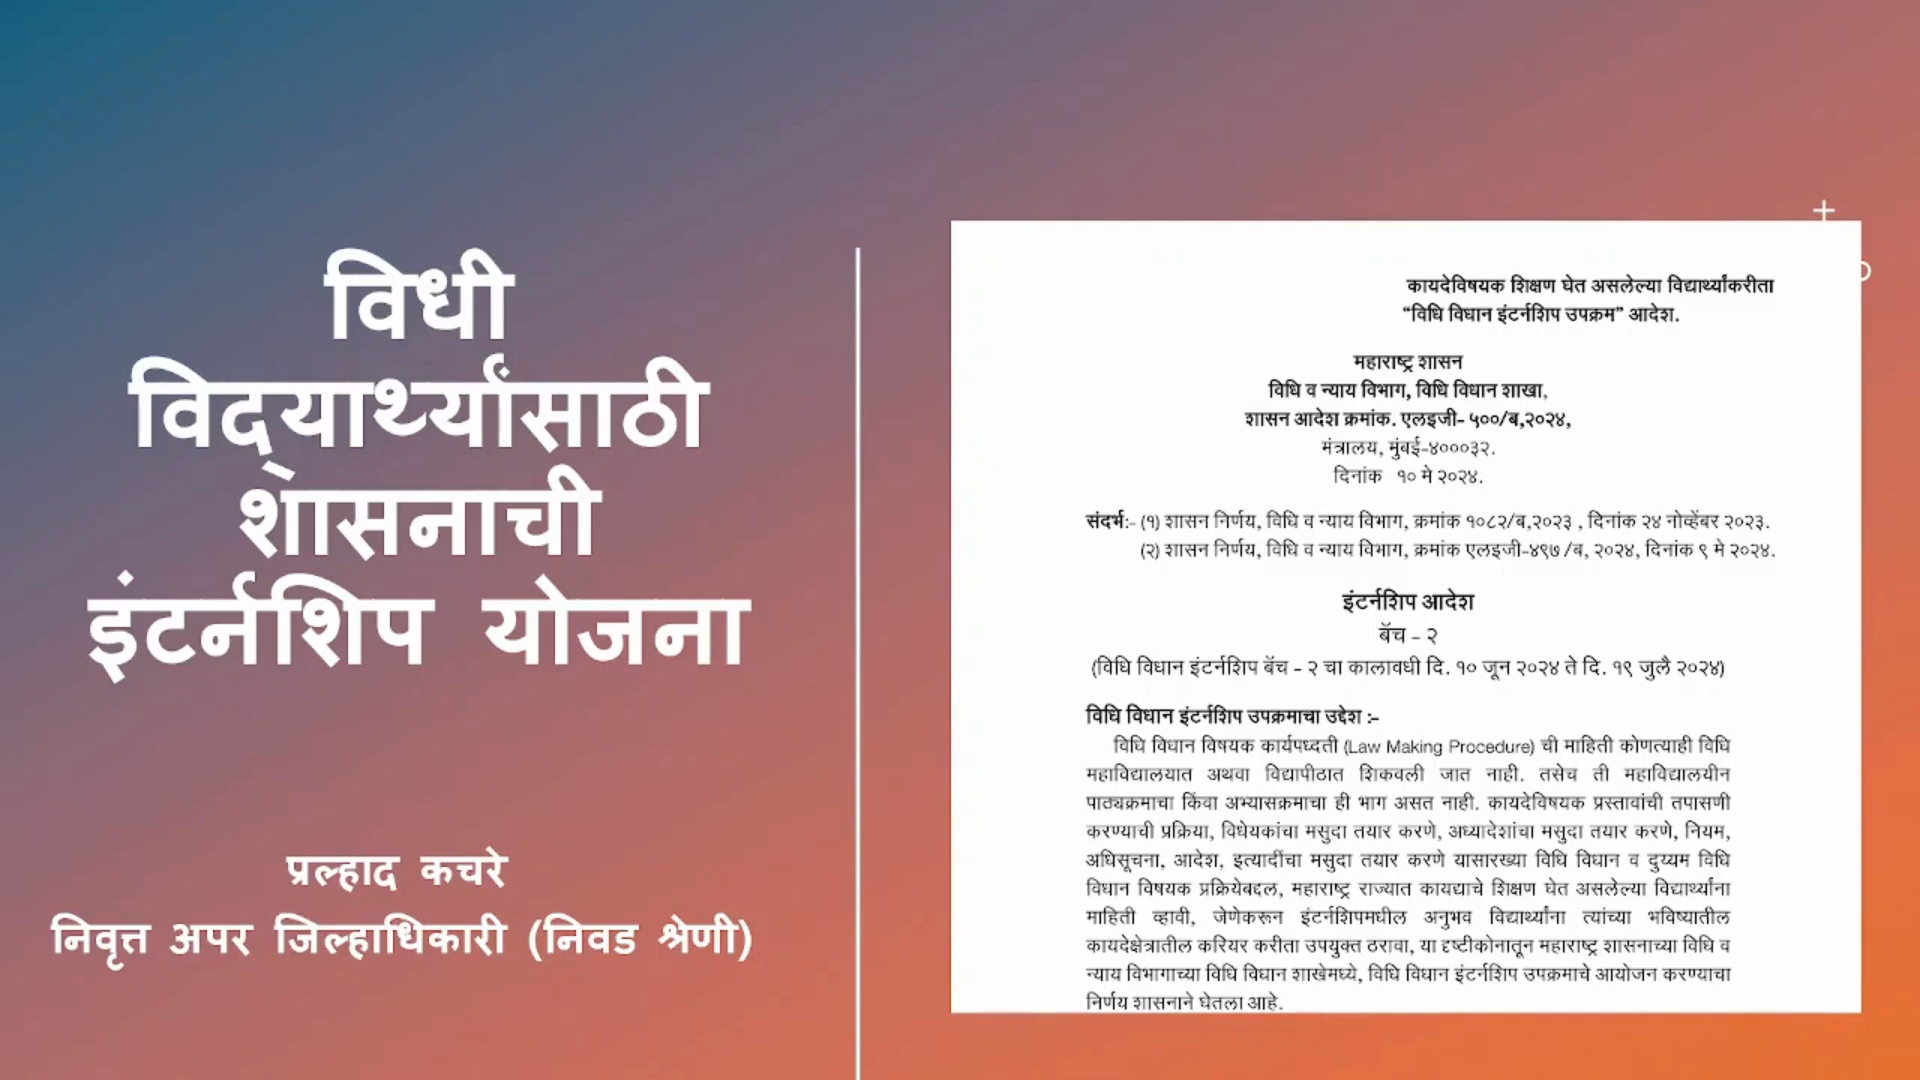 विधी
विद्यार्थ्यांसाठी
शासनाची
इंटर्नशिप योजना
प्रल्हाद कचरे
निवृत्त अपर जिल्हाधिकारी (निवड श्रेणी)
कायदेविषयक शिक्षण घेत असलेल्या विद्यार्थ्यांकरीता
“विधि विधान इंटर्नशिप उपक्रम” आदेश.
महाराष्ट्र शासन
विधि व न्याय विभाग, विधि विधान शाखा,
शासन आदेश क्रमांक. एलइजी- ५००/ब,२०२४,
मंत्रालय, मुंबई-४०००३२.
दिनांक १० मे २०२४.
संदर्भ:- (१) शासन निर्णय, विधि व न्याय विभाग, क्रमांक १०८२/ब,२०२३ , दिनांक २४ नोव्हेंबर २०२३.
(२) शासन निर्णय, विधि व न्याय विभाग, क्रमांक एलइजी-४९७ /ब, २०२४, दिनांक ९ मे २०२४.
इंटर्नशिप आदेश
बॅच - २
(विधि विधान इंटर्नशिप बॅच - २ चा कालावधी दि. १० जून २०२४ ते दि. १९ जुलै २०२४)
विधि विधान इंटर्नशिप उपक्रमाचा उद्देश :-
विधि विधान विषयक कार्यपध्दती (Law Making Procedure) ची माहिती कोणत्याही विधि
महाविद्यालयात अथवा विद्यापीठात शिकवली जात नाही. तसेच ती महाविद्यालयीन
पाठ्यक्रमाचा किंवा अभ्यासक्रमाचा ही भाग असत नाही. कायदेविषयक प्रस्तावांची तपासणी
करण्याची प्रक्रिया, विधेयकांचा मसुदा तयार करणे, अध्यादेशांचा मसुदा तयार करणे, नियम,
अधिसूचना, आदेश, इत्यादींचा मसुदा तयार करणे यासारख्या विधि विधान व दुय्यम विधि
विधान विषयक प्रक्रियेबद्दल, महाराष्ट्र राज्यात कायद्याचे शिक्षण घेत असलेल्या विद्यार्थ्यांना
माहिती व्हावी, जेणेकरून इंटर्नशिपमधील अनुभव विद्यार्थ्यांना त्यांच्या भविष्यातील
कायदेक्षेत्रातील करियर करीता उपयुक्त ठरावा, या दृष्टीकोनातून महाराष्ट्र शासनाच्या विधि व
न्याय विभागाच्या विधि विधान शाखेमध्ये, विधि विधान इंटर्नशिप उपक्रमाचे आयोजन करण्याचा
निर्णय शासनाने घेतला आहे.